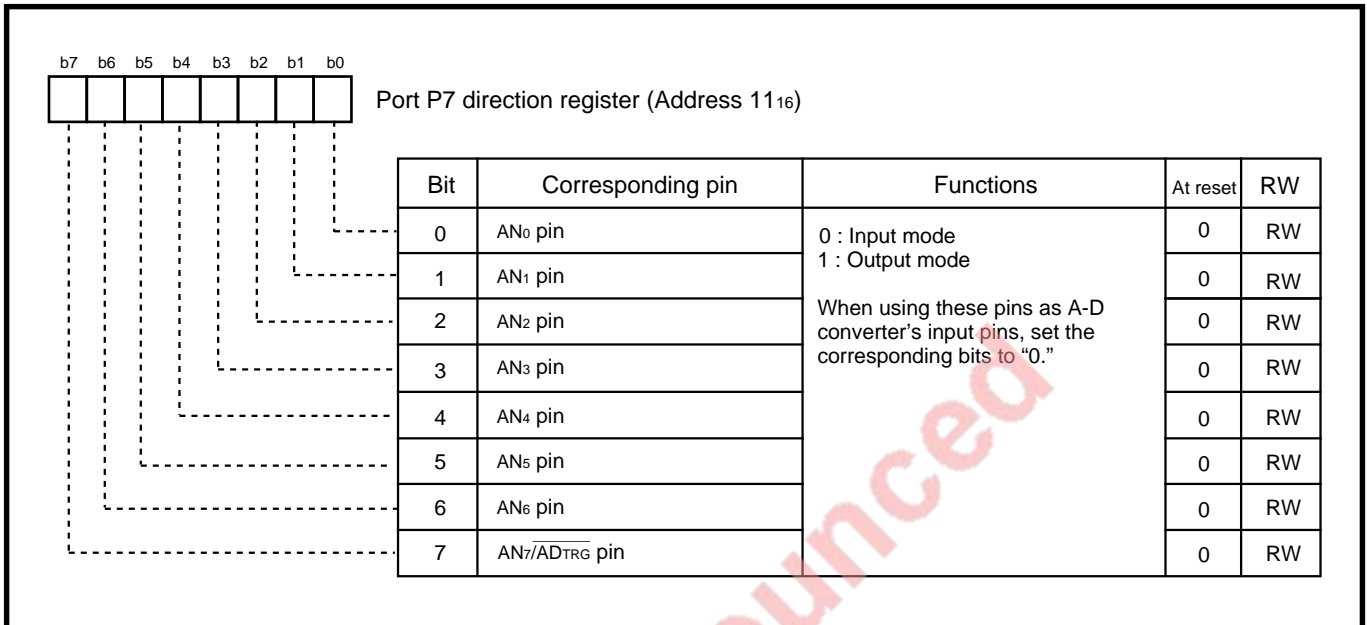 b7 b6 b5 b4 b3 b2 b1 b0
Port P7 direction register (Address 11₁₆)
Bit Corresponding pin Functions At reset RW
0 AN₀ pin 0 : Input mode 0 RW
1 : Output mode
1 AN₁ pin 0 RW
When using these pins as A-D
2 AN₂ pin converter’s input pins, set the 0 RW
corresponding bits to “0.”
3 AN₃ pin 0 RW
4 AN₄ pin 0 RW
5 AN₅ pin 0 RW
6 AN₆ pin 0 RW
7 AN₇/ADTRG pin 0 RW